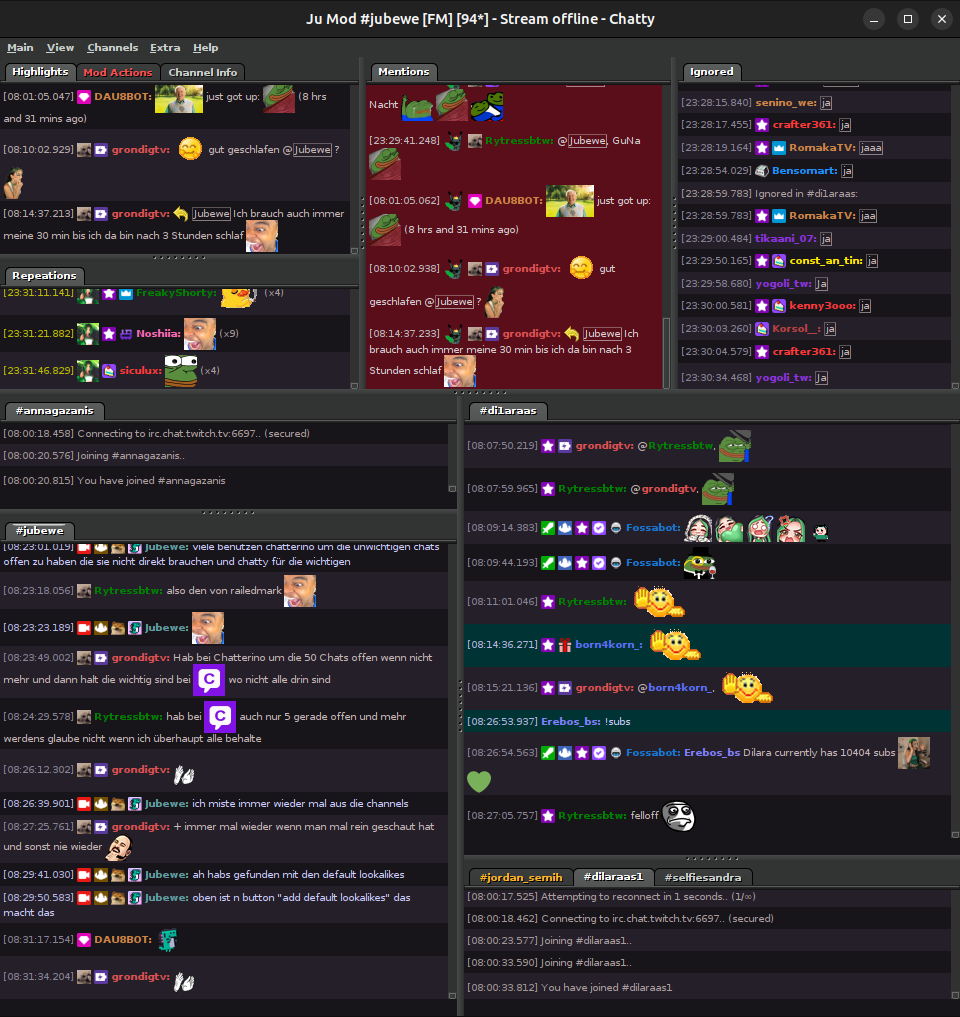 Ju Mod #jubewe [FM] [94*] - Stream offline - Chatty
Main View Channels Extra Help
Highlights Mod Actions Channel Info
[08:01:05.047] DAU8BOT: just got up: (8 hrs
and 31 mins ago)
[08:10:02.929] grondigtv: gut geschlafen @Jubewe ?
[08:14:37.213] grondigtv: Jubewe Ich brauch auch immer
meine 30 min bis ich da bin nach 3 Stunden schlaf
Repeations
[23:31:11.141] FreakyShorty: (x4)
[23:31:21.882] Noshiia: (x9)
[23:31:46.829] siculux: (x4)
Mentions
Nacht
[23:29:41.248] Rytressbtw: @Jubewe, GuNa
[08:01:05.062] DAU8BOT: just got up:
(8 hrs and 31 mins ago)
[08:10:02.938] grondigtv: gut
geschlafen @Jubewe ?
[08:14:37.233] grondigtv: Jubewe Ich
brauch auch immer meine 30 min bis ich da bin nach 3
Stunden schlaf
Ignored
[23:28:15.840] senino_we: ja
[23:28:17.455] crafter361: ja
[23:28:19.164] RomakaTV: jaaa
[23:28:54.029] Bensomart: ja
[23:28:59.783] Ignored in #di1araas:
[23:28:59.783] RomakaTV: jaa
[23:29:00.484] tikaani_07: ja
[23:29:50.165] const_an_tin: ja
[23:29:58.680] yogoli_tw: Ja
[23:30:00.581] kenny3ooo: ja
[23:30:03.260] Korsol__: ja
[23:30:04.579] crafter361: ja
[23:30:34.468] yogoli_tw: Ja
#annagazanis
[08:00:18.458] Connecting to irc.chat.twitch.tv:6697.. (secured)
[08:00:20.576] Joining #annagazanis..
[08:00:20.815] You have joined #annagazanis
#jubewe
[08:23:01.019] Jubewe: viele benutzen chatterino um die unwichtigen chats
offen zu haben die sie nicht direkt brauchen und chatty für die wichtigen
[08:23:18.056] Rytressbtw: also den von railedmark
[08:23:23.189] Jubewe:
[08:23:49.002] grondigtv: Hab bei Chatterino um die 50 Chats offen wenn nicht
mehr und dann halt die wichtig sind bei wo nicht alle drin sind
[08:24:29.578] Rytressbtw: hab bei auch nur 5 gerade offen und mehr
werdens glaube nicht wenn ich überhaupt alle behalte
[08:26:12.302] grondigtv:
[08:26:39.901] Jubewe: ich miste immer wieder mal aus die channels
[08:27:25.761] grondigtv: + immer mal wieder wenn man mal rein geschaut hat
und sonst nie wieder
[08:29:41.030] Jubewe: ah habs gefunden mit den default lookalikes
[08:29:50.583] Jubewe: oben ist n button "add default lookalikes" das
macht das
[08:31:17.154] DAU8BOT:
[08:31:34.204] grondigtv:
#di1araas
[08:07:50.219] grondigtv: @Rytressbtw,
[08:07:59.965] Rytressbtw: @grondigtv,
[08:09:14.383] Fossabot:
[08:09:44.193] Fossabot:
[08:11:01.046] Rytressbtw:
[08:14:36.271] born4korn_:
[08:15:21.136] grondigtv: @born4korn_,
[08:26:53.937] Erebos_bs: !subs
[08:26:54.563] Fossabot: Erebos_bs Dilara currently has 10404 subs
[08:27:05.757] Rytressbtw: felloff
#jordan_semih #dilaraas1 #selfiesandra
[08:00:17.525] Attempting to reconnect in 1 seconds.. (1/∞)
[08:00:18.462] Connecting to irc.chat.twitch.tv:6697.. (secured)
[08:00:23.577] Joining #dilaraas1..
[08:00:33.590] Joining #dilaraas1..
[08:00:33.812] You have joined #dilaraas1